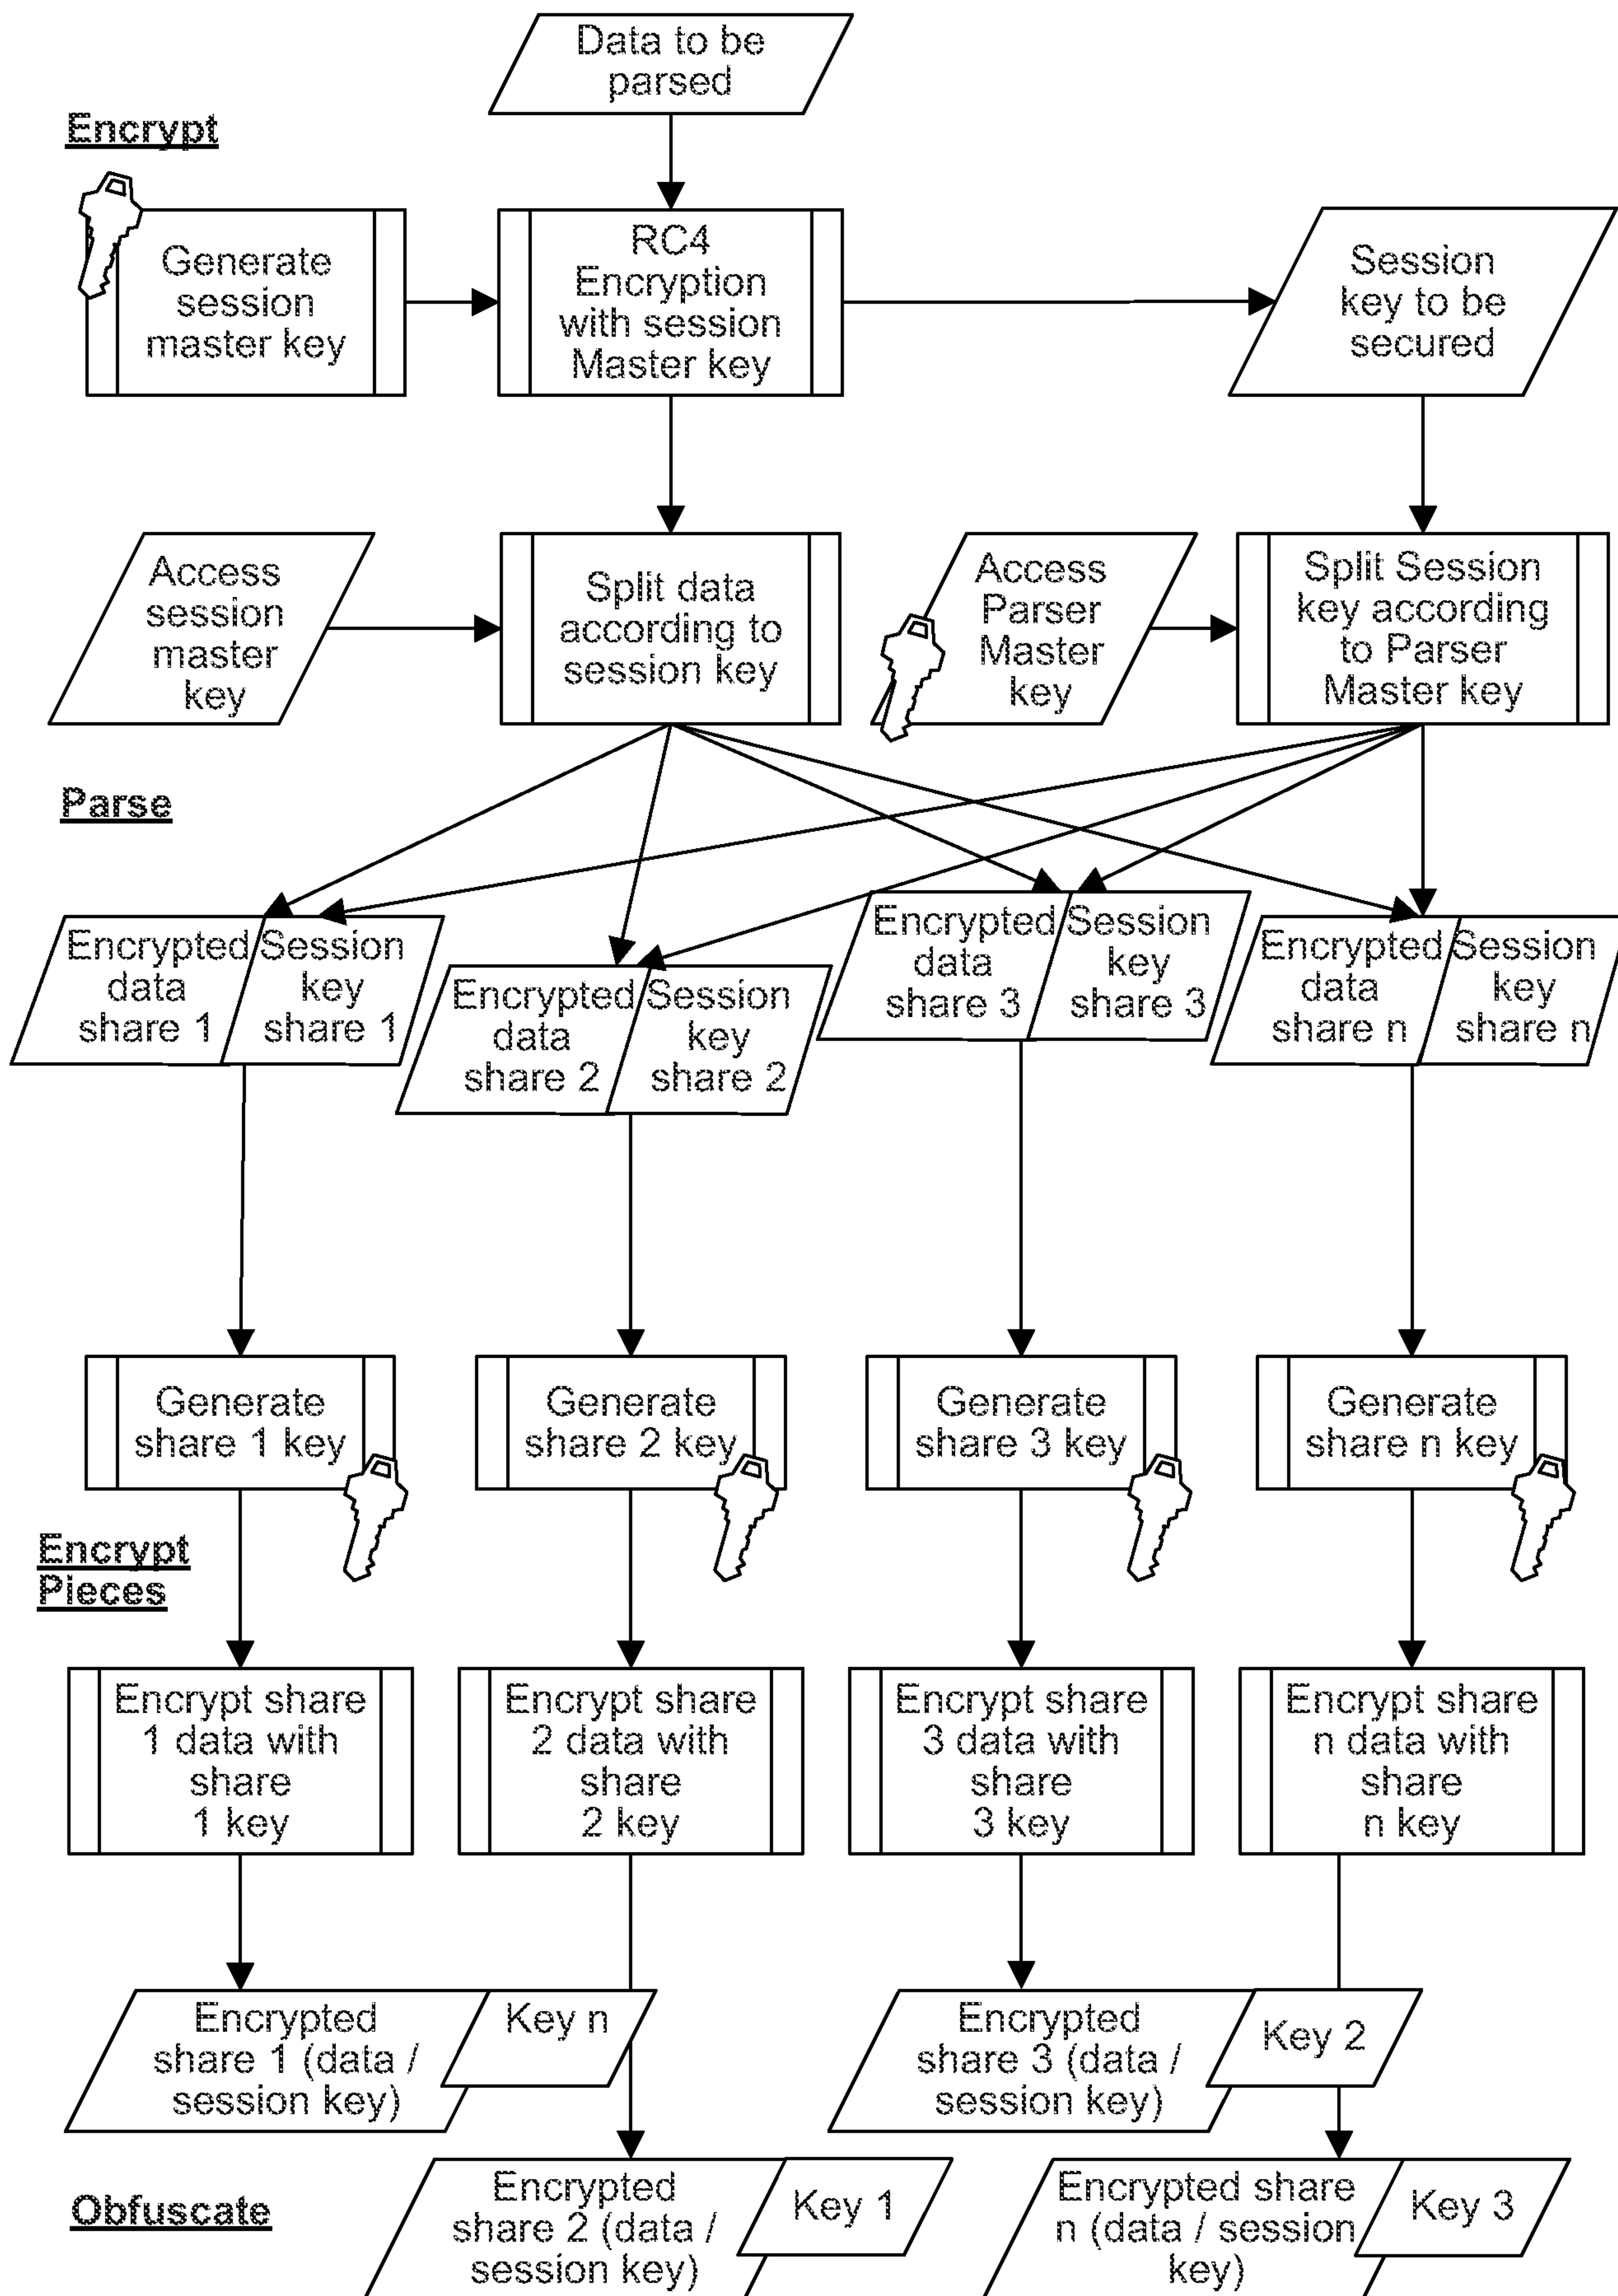 Data to be
parsed
Encrypt
Generate
session
master key
RC4
Encryption
with session
Master key
Session
key to be
secured
Access
session
master
key
Split data
according to
session key
Access
Parser
Master
key
Split Session
key according
to Parser
Master key
Parse
Encrypted
data
share 1
Session
key
share 1
Encrypted
data
share 2
Session
key
share 2
Encrypted
data
share 3
Session
key
share 3
Encrypted
data
share n
Session
key
share n
Generate
share 1 key
Generate
share 2 key
Generate
share 3 key
Generate
share n key
Encrypt
Pieces
Encrypt share
1 data with
share
1 key
Encrypt share
2 data with
share
2 key
Encrypt share
3 data with
share
3 key
Encrypt share
n data with
share
n key
Encrypted
share 1 (data /
session key)
Key n
Encrypted
share 3 (data /
session key)
Key 2
Obfuscate
Encrypted
share 2 (data /
session key)
Key 1
Encrypted share
n (data / session
key)
Key 3